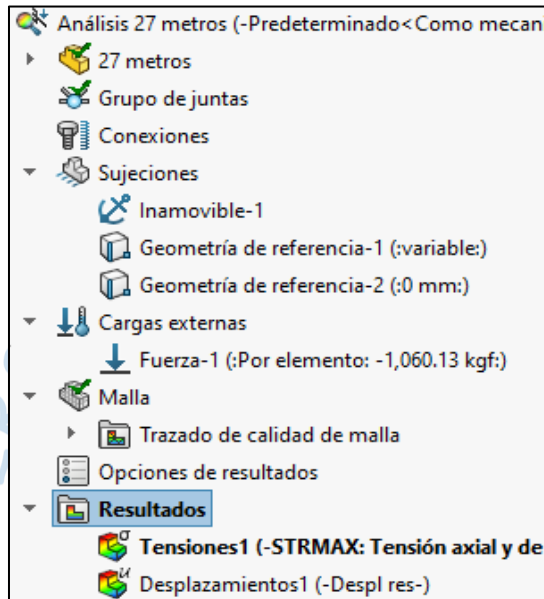 Análisis 27 metros (-Predeterminado<Como mecan
27 metros
Grupo de juntas
Conexiones
Sujeciones
Inamovible-1
Geometría de referencia-1 (:variable:)
Geometría de referencia-2 (:0 mm:)
Cargas externas
Fuerza-1 (:Por elemento: -1,060.13 kgf:)
Malla
Trazado de calidad de malla
Opciones de resultados
Resultados
Tensiones1 (-STRMAX: Tensión axial y de
Desplazamientos1 (-Despl res-)